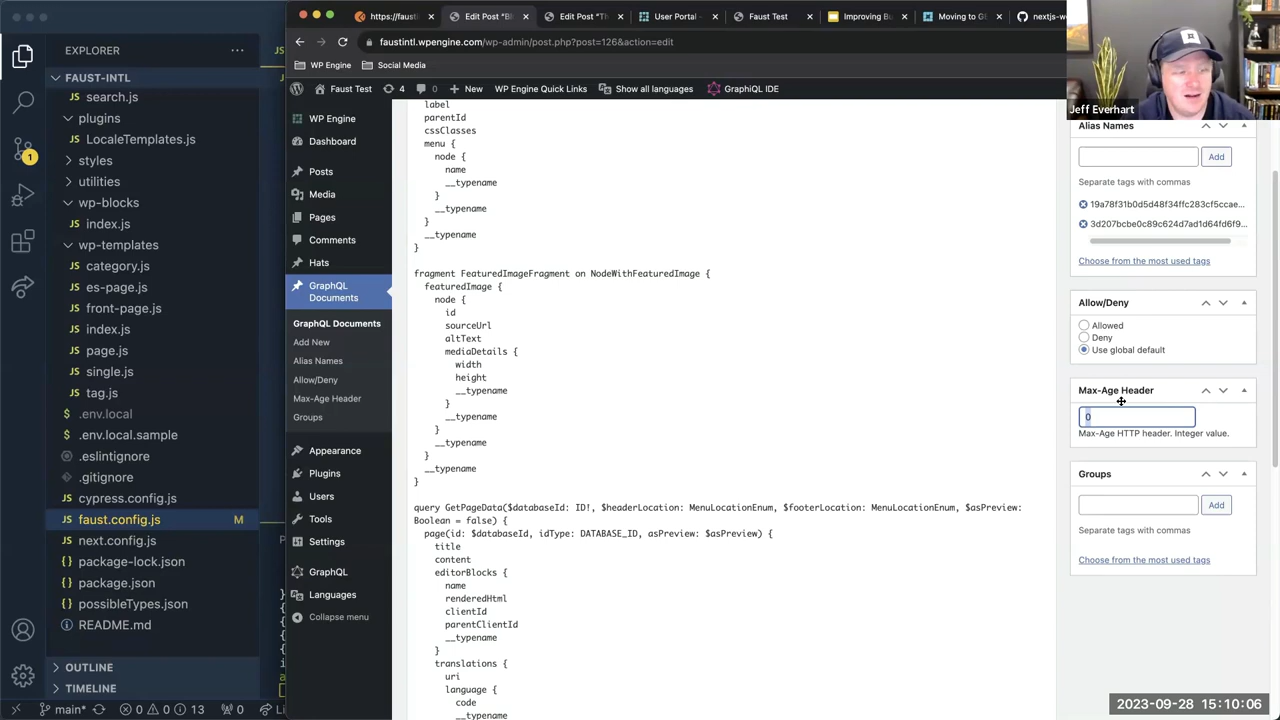 EXPLORER
FAUST-INTL
search.js
plugins
LocaleTemplates.js
styles
utilities
wp-blocks
index.js
wp-templates
category.js
es-page.js
front-page.js
index.js
page.js
single.js
tag.js
.env.local
.env.local.sample
.eslintignore
.gitignore
cypress.config.js
faust.config.js M
next.config.js
package-lock.json
package.json
possibleTypes.json
README.md
OUTLINE
TIMELINE
1
main* 0 0 13 0
https://fausti
Edit Post "B
Edit Post "Th
User Portal -
Faust Test
Improving Bu
Moving to G
nextjs-w
faustintl.wpengine.com/wp-admin/post.php?post=126&action=edit
WP Engine Social Media
Faust Test 4 0 New WP Engine Quick Links Show all languages GraphiQL IDE
WP Engine
Dashboard
Posts
Media
Pages
Comments
Hats
GraphQL
Documents
GraphQL Documents
Add New
Alias Names
Allow/Deny
Max-Age Header
Groups
Appearance
Plugins
Users
Tools
Settings
GraphQL
Languages
Collapse menu
label
parentId
cssClasses
menu {
node {
name
__typename
}
__typename
}
__typename
}
fragment FeaturedImageFragment on NodeWithFeaturedImage {
featuredImage {
node {
id
sourceUrl
altText
mediaDetails {
width
height
__typename
}
__typename
}
__typename
}
__typename
}
query GetPageData($databaseId: ID!, $headerLocation: MenuLocationEnum, $footerLocation: MenuLocationEnum, $asPreview:
Boolean = false) {
page(id: $databaseId, idType: DATABASE_ID, asPreview: $asPreview) {
title
content
editorBlocks {
name
renderedHtml
clientId
parentClientId
__typename
}
translations {
uri
language {
code
__typename
Jeff Everhart
Alias Names
Add
Separate tags with commas
19a78f31b0d5d48f34ffc283cf5ccae...
3d207bcbe0c89c624d7ad1d64fd6f9...
Choose from the most used tags
Allow/Deny
Allowed
Deny
Use global default
Max-Age Header
0
Max-Age HTTP header. Integer value.
Groups
Add
Separate tags with commas
Choose from the most used tags
2023-09-28 15:10:06